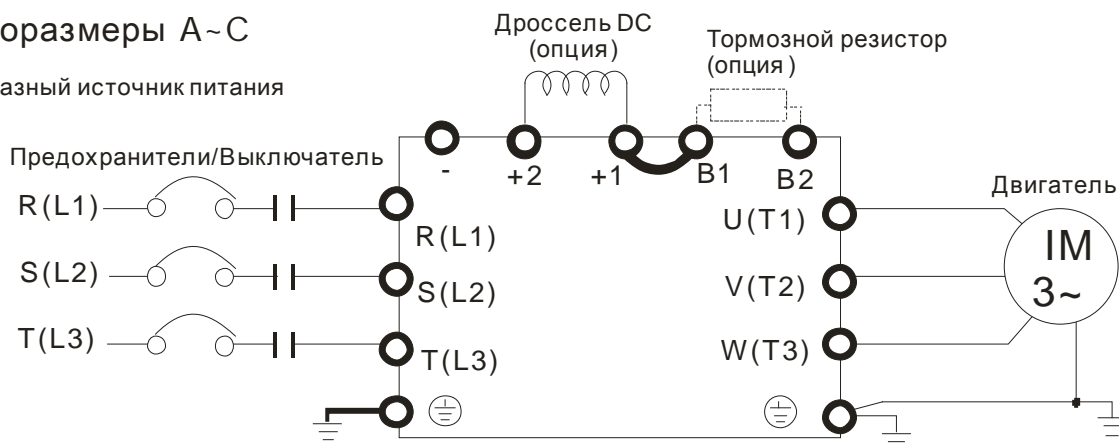 оразмеры A~C
азный источник питания
Дроссель DC
(опция)
Тормозной резистор
(опция)
Предохранители/Выключатель
- +2 +1 B1 B2
Двигатель
R(L1) R(L1) U(T1)
IM
3~
S(L2) S(L2) V(T2)
T(L3) T(L3) W(T3)